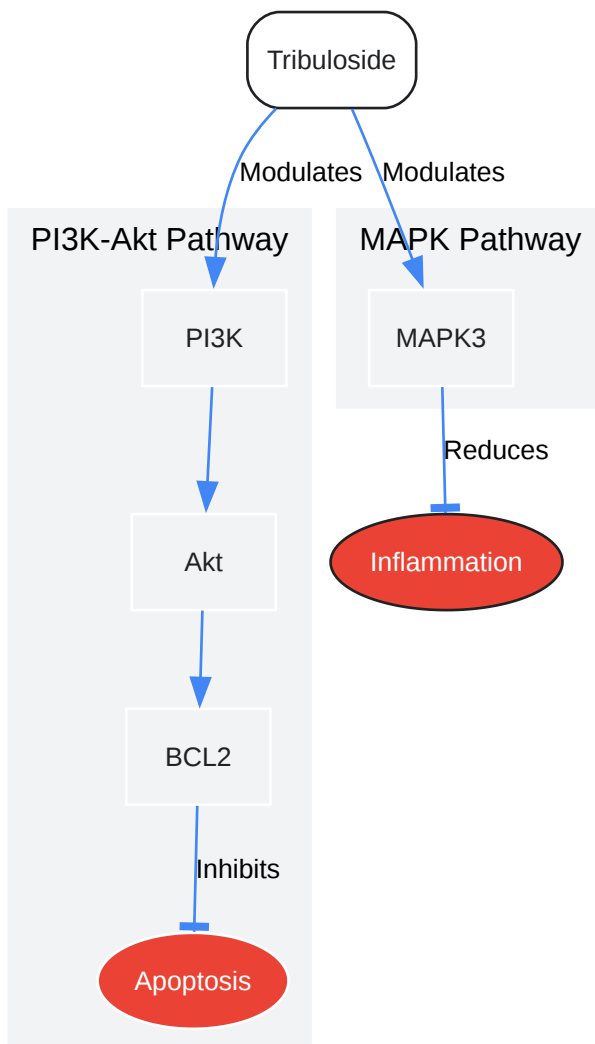 Tribuloside
Modulates
Modulates
PI3K-Akt Pathway
MAPK Pathway
PI3K
MAPK3
Reduces
Akt
Inflammation
BCL2
Inhibits
Apoptosis